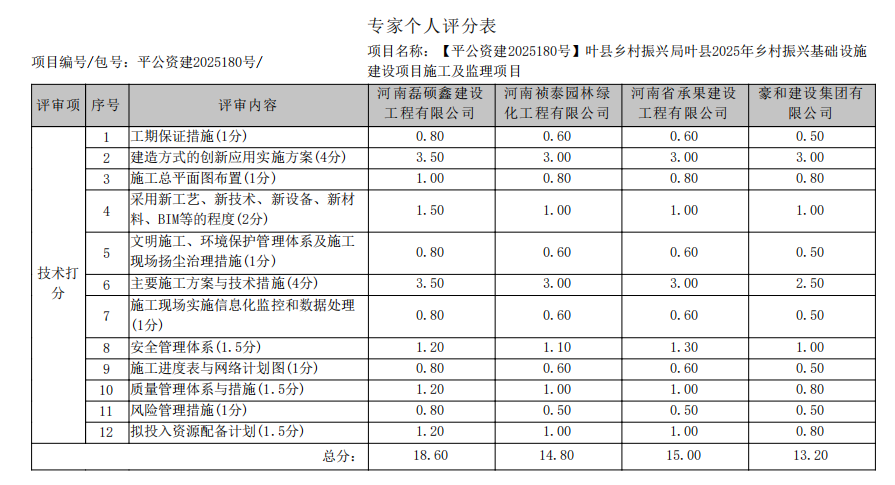 专家个人评分表
项目编号/包号：平公资建2025180号/
项目名称：【平公资建2025180号】叶县乡村振兴局叶县2025年乡村振兴基础设施
建设项目施工及监理项目
评审项 序号 评审内容 河南磊硕鑫建设 河南祯泰园林绿 河南省承果建设 豪和建设集团有
工程有限公司 化工程有限公司 工程有限公司 限公司
1 工期保证措施(1分) 0.80 0.60 0.60 0.50
2 建造方式的创新应用实施方案(4分) 3.50 3.00 3.00 3.00
3 施工总平面图布置(1分) 1.00 0.80 0.80 0.80
采用新工艺、新技术、新设备、新材
4 料、BIM等的程度(2分) 1.50 1.00 1.00 1.00
文明施工、环境保护管理体系及施工
5 现场扬尘治理措施(1分) 0.80 0.60 0.60 0.50
技术打
分
6 主要施工方案与技术措施(4分) 3.50 3.00 3.00 2.50
施工现场实施信息化监控和数据处理
7 (1分) 0.80 0.60 0.60 0.50
8 安全管理体系(1.5分) 1.20 1.10 1.30 1.00
9 施工进度表与网络计划图(1分) 0.80 0.60 0.60 0.50
10 质量管理体系与措施(1.5分) 1.20 1.00 1.00 0.80
11 风险管理措施(1分) 0.80 0.50 0.50 0.50
12 拟投入资源配备计划(1.5分) 1.20 1.00 1.00 0.80
总分： 18.60 14.80 15.00 13.20